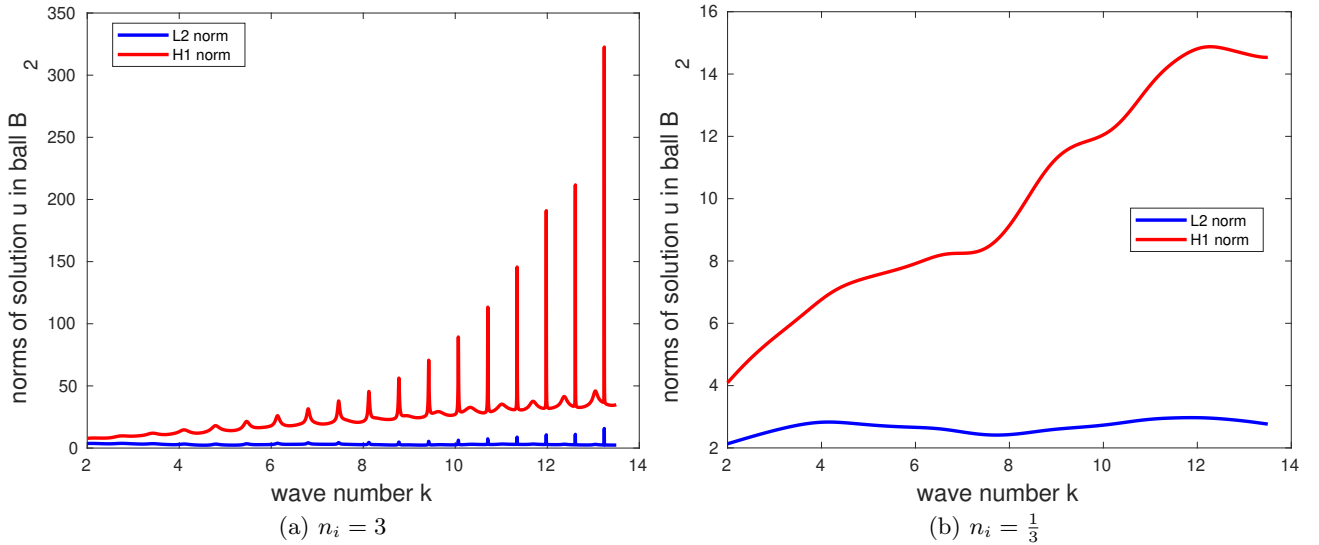 350
300
250
200
150
100
50
0
norms of solution u in ball B
2
L2 norm
H1 norm
2 4 6 8 10 12 14
wave number k
(a) n_i = 3
16
14
12
10
8
6
4
2
norms of solution u in ball B
2
L2 norm
H1 norm
2 4 6 8 10 12 14
wave number k
(b) n_i = 1/3